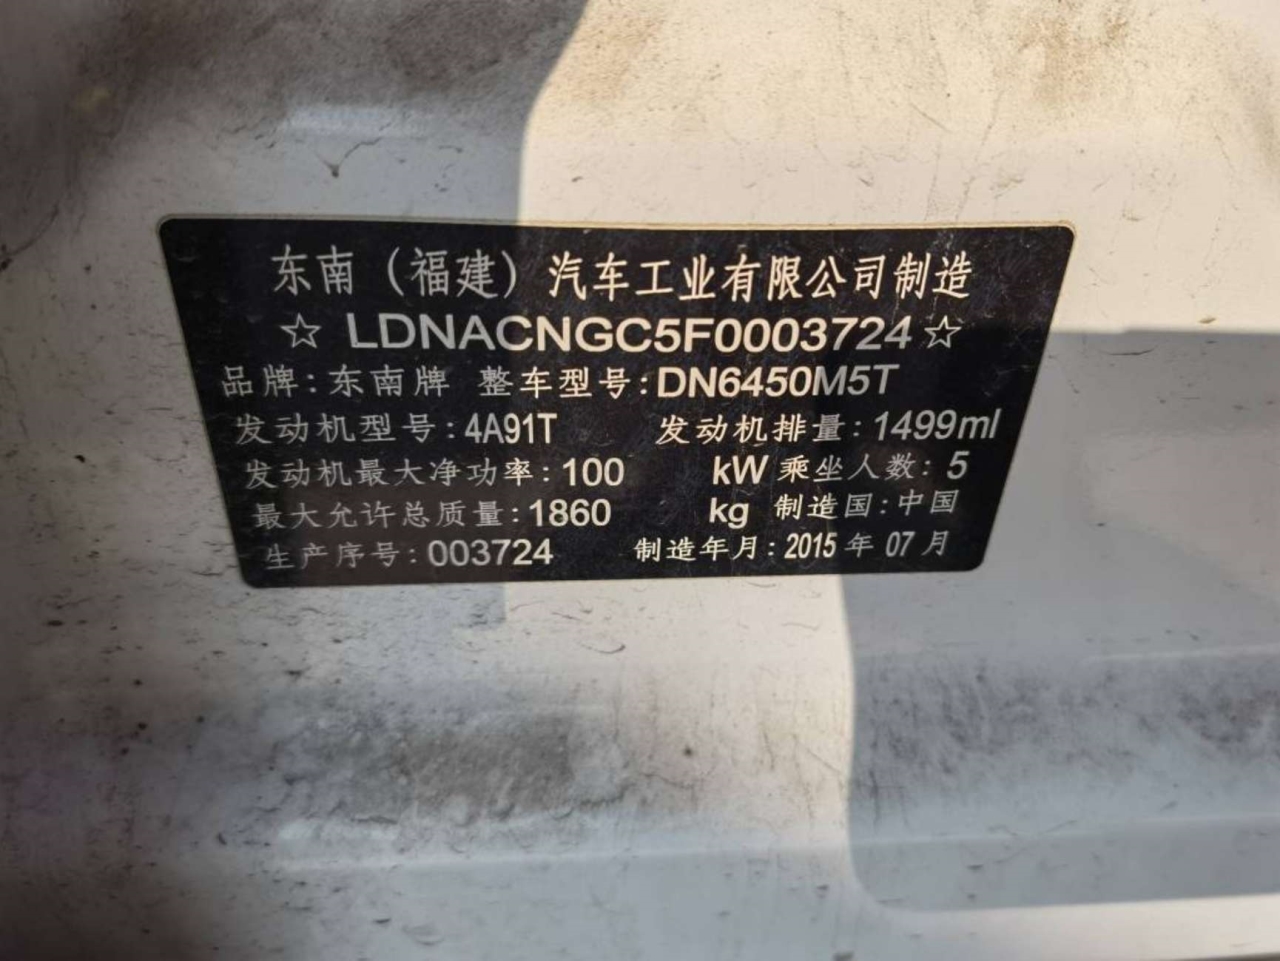 东南（福建）汽车工业有限公司制造
☆ LDNACNGC5F0003724 ☆
品牌:东南牌 整车型号:DN6450M5T
发动机型号:4A91T 发动机排量:1499ml
发动机最大净功率:100 kW 乘坐人数:5
最大允许总质量:1860 kg 制造国:中国
生产序号:003724 制造年月:2015 年 07 月